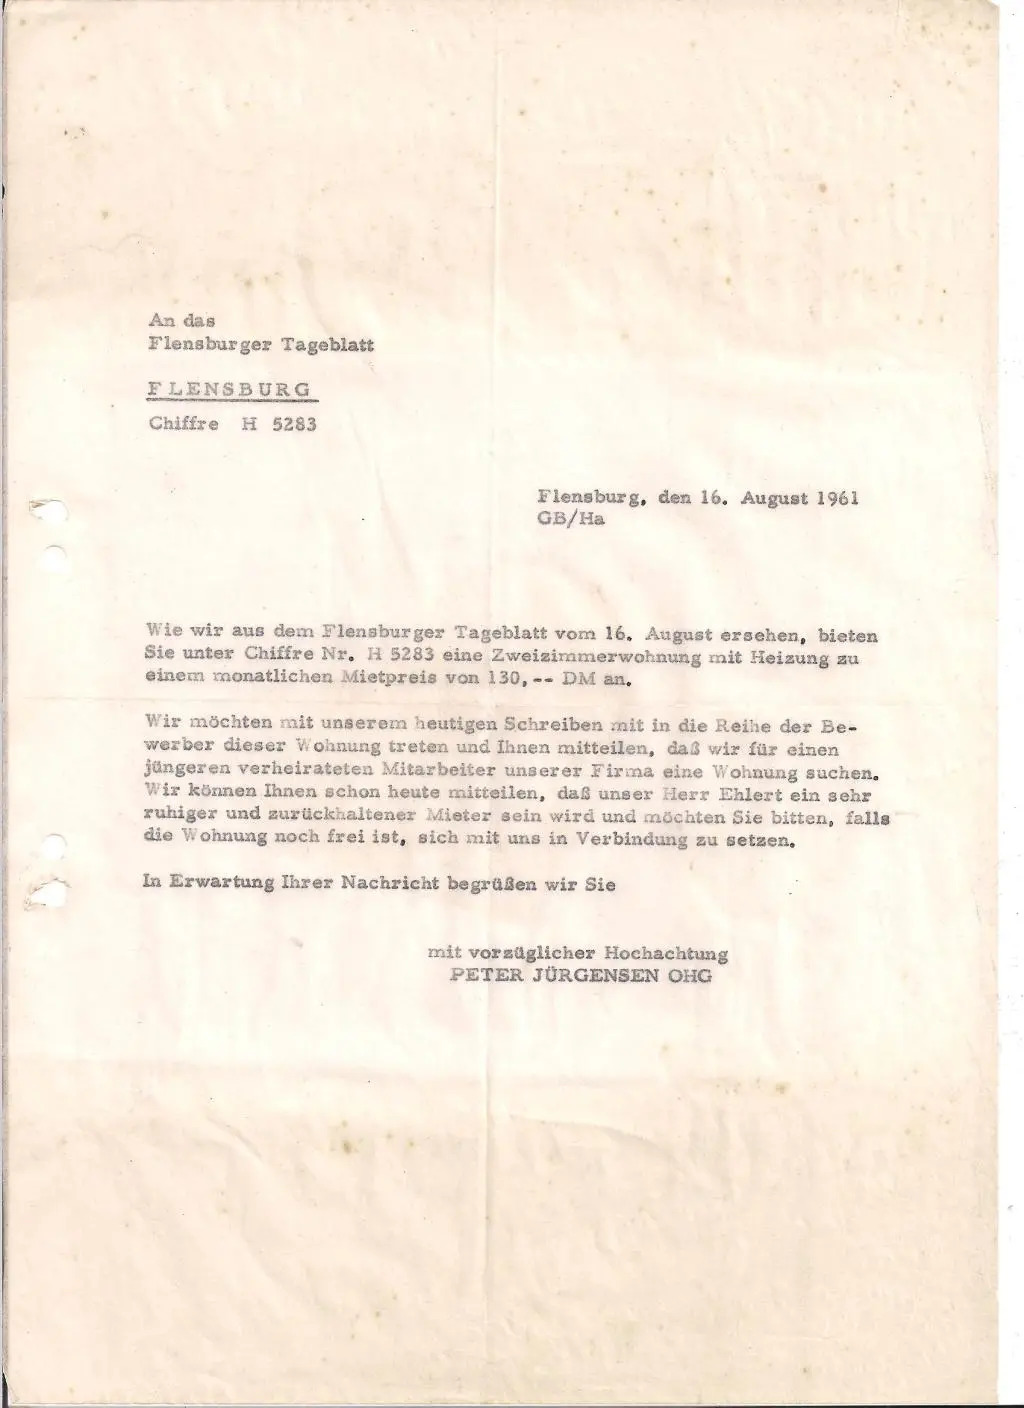 An das
Flensburger Tageblatt
FLENSBURG
Chiffre H 5283
Flensburg, den 16. August 1961
GB/Ha
Wie wir aus dem Flensburger Tageblatt vom 16. August ersehen, bieten
Sie unter Chiffre Nr. H 5283 eine Zweizimmerwohnung mit Heizung zu
einem monatlichen Mietpreis von 130,-- DM an.
Wir möchten mit unserem heutigen Schreiben mit in die Reihe der Be-
werber dieser Wohnung treten und Ihnen mitteilen, daß wir für einen
jüngeren verheirateten Mitarbeiter unserer Firma eine Wohnung suchen.
Wir können Ihnen schon heute mitteilen, daß unser Herr Ehlert ein sehr
ruhiger und zurückhaltener Mieter sein wird und möchten Sie bitten, falls
die Wohnung noch frei ist, sich mit uns in Verbindung zu setzen.
In Erwartung Ihrer Nachricht begrüßen wir Sie
mit vorzüglicher Hochachtung
PETER JÜRGENSEN OHG